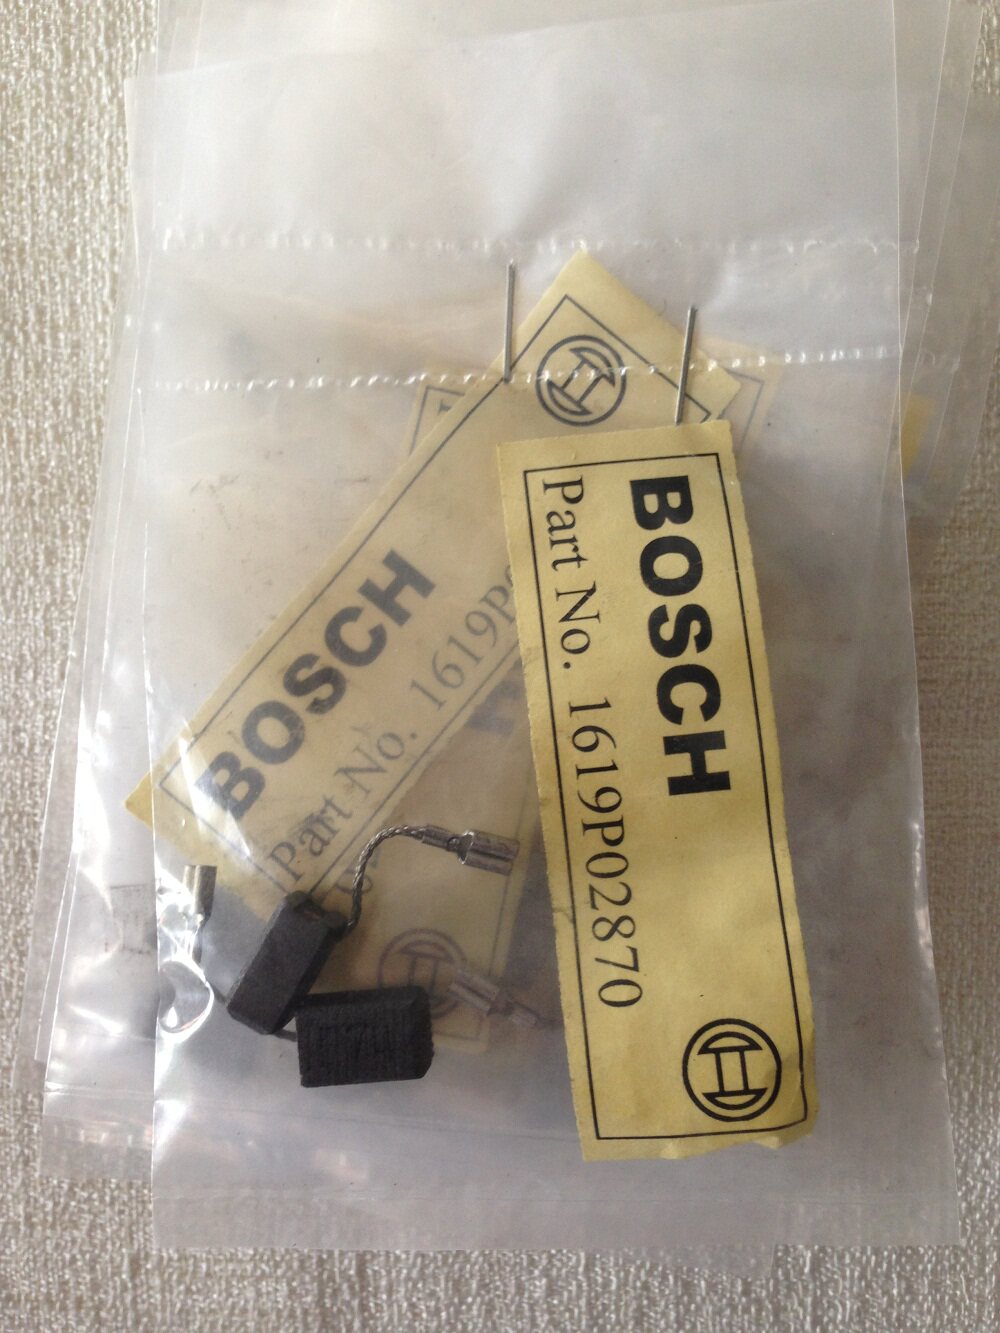 BOSCH
Part No. 1619P02870
BOSCH
Part No. 1619P